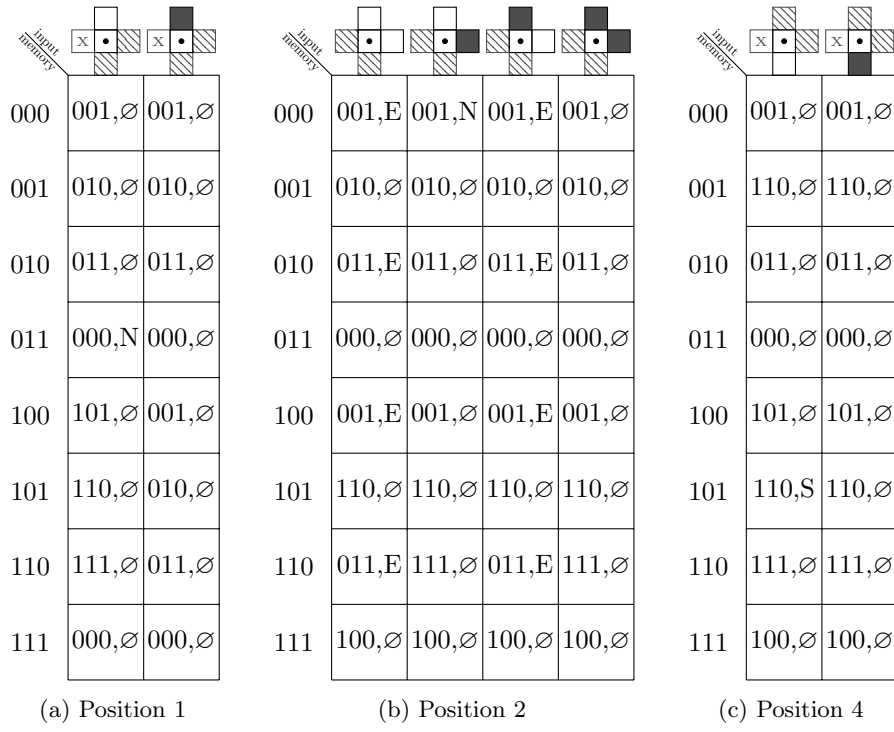 X X X X
input
memory
000 001,∅ 001,∅ 000 001,E 001,N 001,E 001,∅ 000 001,∅ 001,∅
001 010,∅ 010,∅ 001 010,∅ 010,∅ 010,∅ 010,∅ 001 110,∅ 110,∅
010 011,∅ 011,∅ 010 011,E 011,∅ 011,E 011,∅ 010 011,∅ 011,∅
011 000,N 000,∅ 011 000,∅ 000,∅ 000,∅ 000,∅ 011 000,∅ 000,∅
100 101,∅ 001,∅ 100 001,E 001,∅ 001,E 001,∅ 100 101,∅ 101,∅
101 110,∅ 010,∅ 101 110,∅ 110,∅ 110,∅ 110,∅ 101 110,S 110,∅
110 111,∅ 011,∅ 110 011,E 111,∅ 011,E 111,∅ 110 111,∅ 111,∅
111 000,∅ 000,∅ 111 100,∅ 100,∅ 100,∅ 100,∅ 111 100,∅ 100,∅
(a) Position 1 (b) Position 2 (c) Position 4
input
memory
input
memory